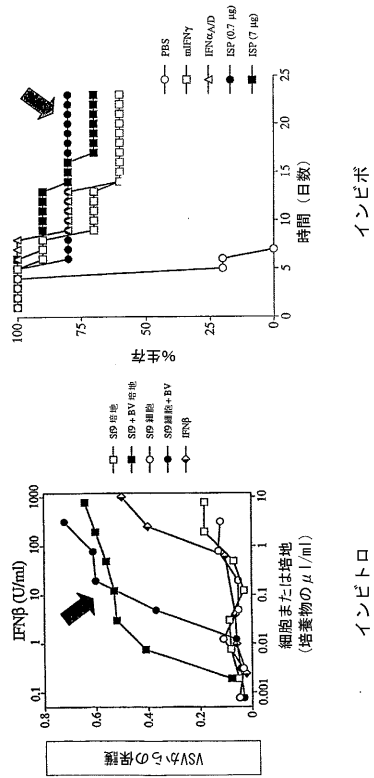 VSVからの保護
IFNβ (U/ml)
0.1 1 10 100 1000
0.8
0.6
0.4
0.2
0
0.001 0.01 0.1 1 10
細胞または培地
(培養物のμl/ml)
Sf9 培地
Sf9+BV 培地
Sf9 細胞
Sf9細胞+BV
IFNβ
インビトロ
%生存
100
75
50
25
0
0 5 10 15 20 25
時間 (日数)
PBS
mIFNγ
IFNαA/D
ISP (0.7 μg)
ISP (7 μg)
インビボ